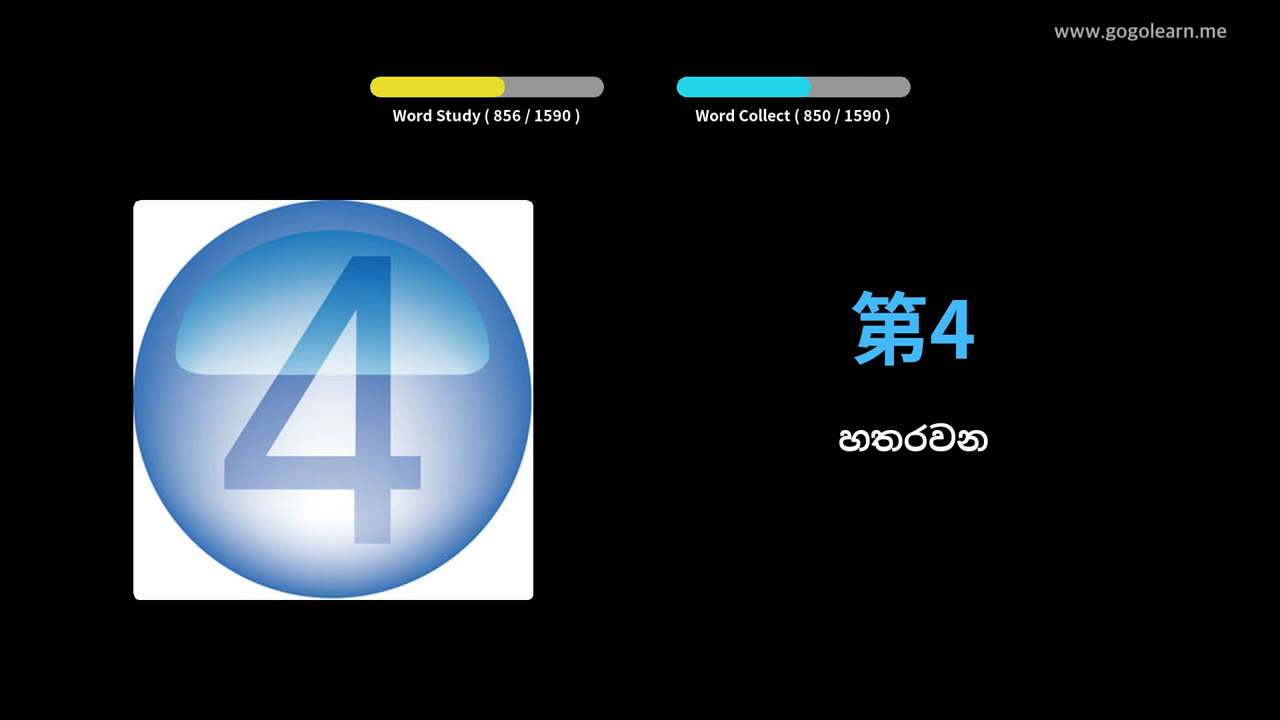 www.gogolearn.me
Word Study ( 856 / 1590 )
Word Collect ( 850 / 1590 )
4
第4
හතරවන